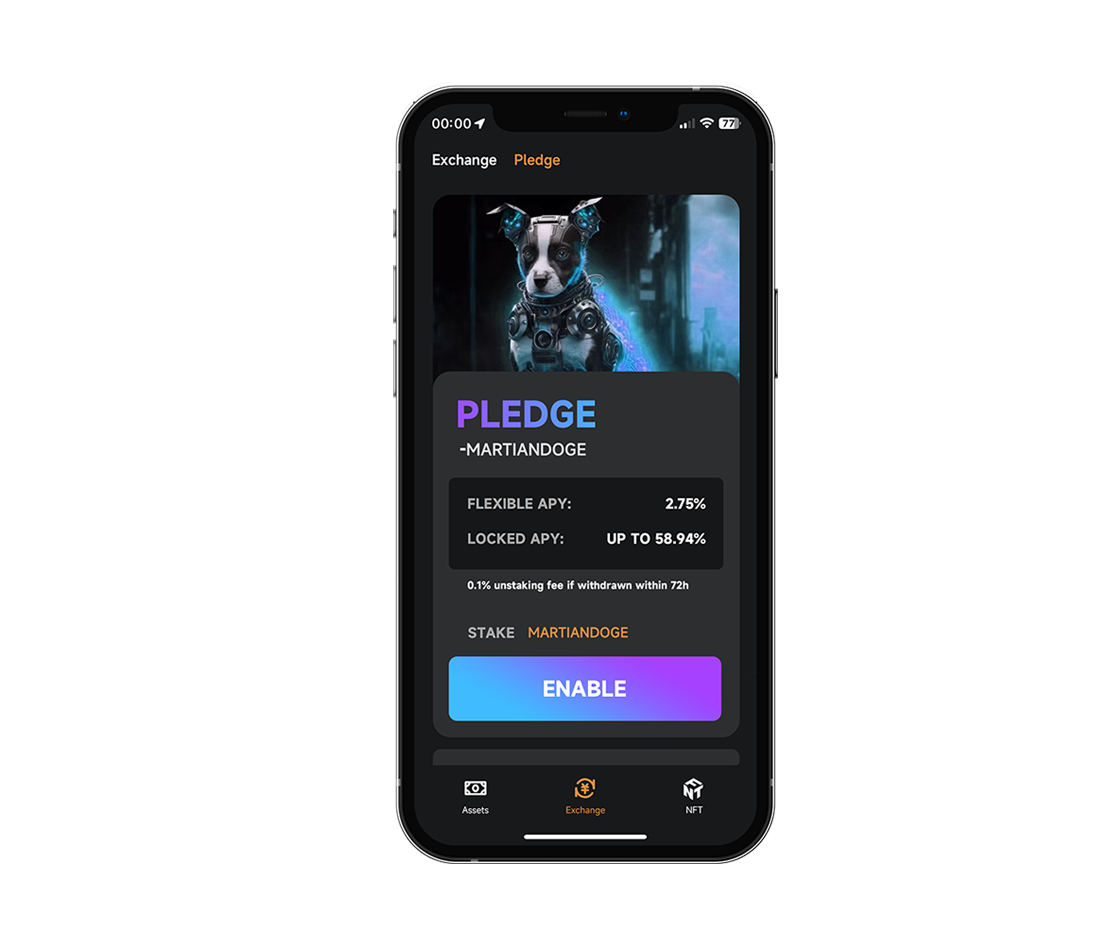 00:00 77
Exchange Pledge
PLEDGE
-MARTIANDOGE
FLEXIBLE APY: 2.75%
LOCKED APY: UP TO 58.94%
0.1% unstaking fee if withdrawn within 72h
STAKE MARTIANDOGE
ENABLE
¥
NT
Assets Exchange NFT